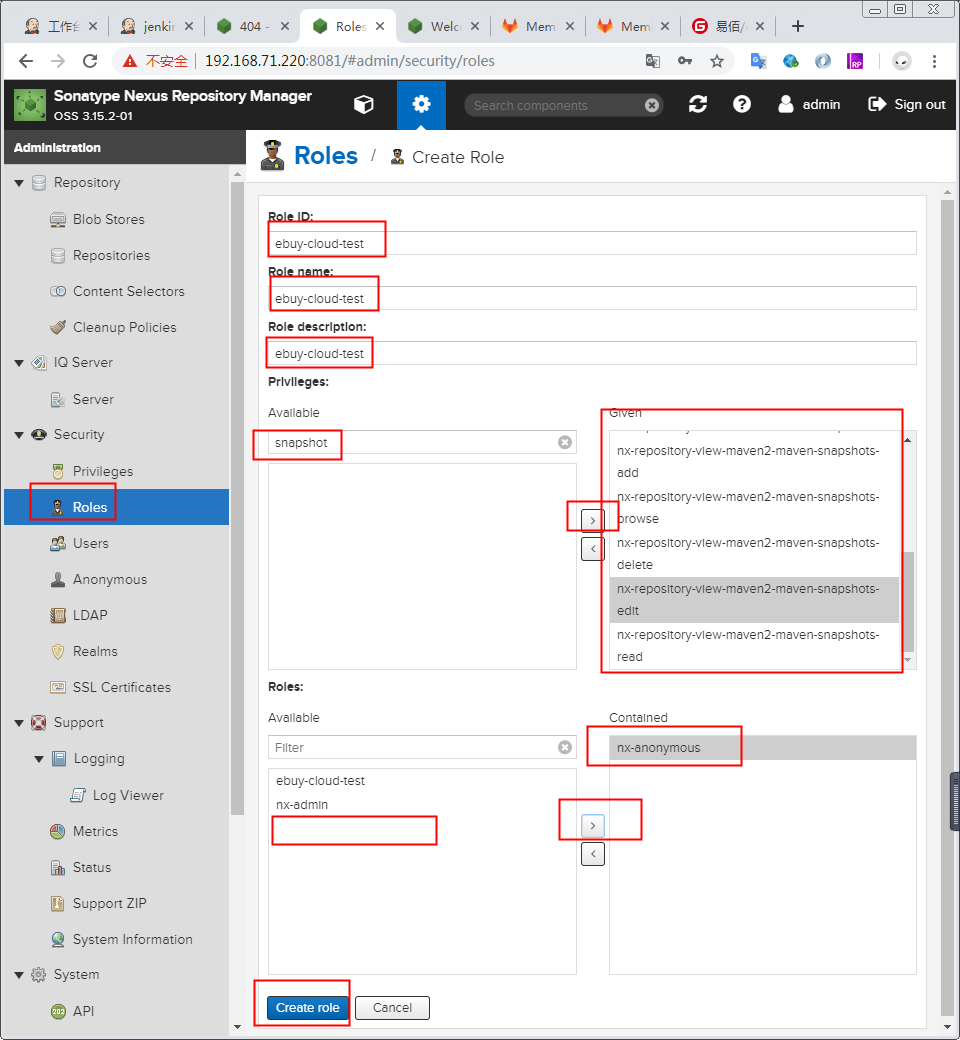 工作台
jenkin
404 -
Roles
Welc
Mem
Mem
易佰/
不安全
192.168.71.220:8081/#admin/security/roles
RP
Sonatype Nexus Repository Manager
OSS 3.15.2-01
Search components
admin
Sign out
Administration
Roles / Create Role
Repository
Blob Stores
Repositories
Content Selectors
Cleanup Policies
IQ Server
Server
Security
Privileges
Roles
Users
Anonymous
LDAP
Realms
SSL Certificates
Support
Logging
Log Viewer
Metrics
Status
Support ZIP
System Information
System
API
Role ID:
ebuy-cloud-test
Role name:
ebuy-cloud-test
Role description:
ebuy-cloud-test
Privileges:
Available
snapshot
Given
nx-repository-view-maven2-maven-snapshots-
add
nx-repository-view-maven2-maven-snapshots-
browse
nx-repository-view-maven2-maven-snapshots-
delete
nx-repository-view-maven2-maven-snapshots-
edit
nx-repository-view-maven2-maven-snapshots-
read
Roles:
Available
Filter
ebuy-cloud-test
nx-admin
Contained
nx-anonymous
Create role
Cancel